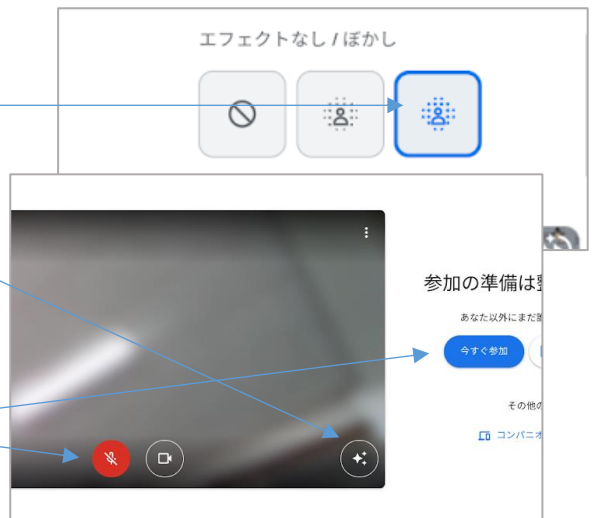 エフェクトなし / ぼかし
参加の準備は
あなた以外にまだ
今すぐ参加
その他の
コンパニオ